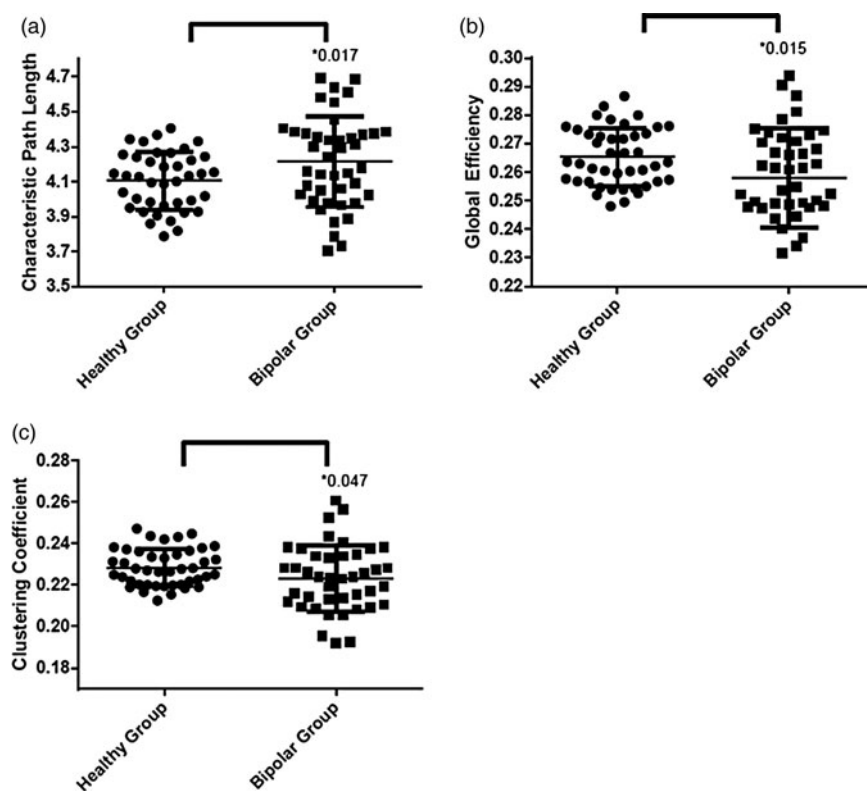 (a)
*0.017
4.7
4.5
4.3
4.1
3.9
3.7
3.5
Characteristic Path Length
Healthy Group
Bipolar Group
(b)
*0.015
0.30
0.29
0.28
0.27
0.26
0.25
0.24
0.23
0.22
Global Efficiency
Healthy Group
Bipolar Group
(c)
*0.047
0.28
0.26
0.24
0.22
0.20
0.18
Clustering Coefficient
Healthy Group
Bipolar Group